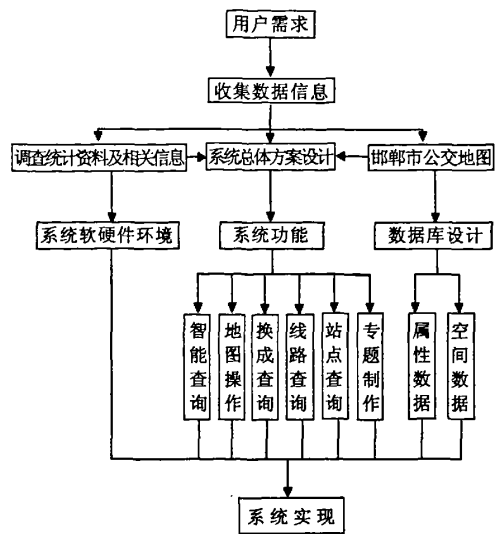 用户需求
收集数据信息
调查统计资料及相关信息
系统总体方案设计
邯郸市公交地图
系统软硬件环境
系统功能
数据库设计
智能查询
地图操作
换成查询
线路查询
站点查询
专题制作
属性数据
空间数据
系统实现